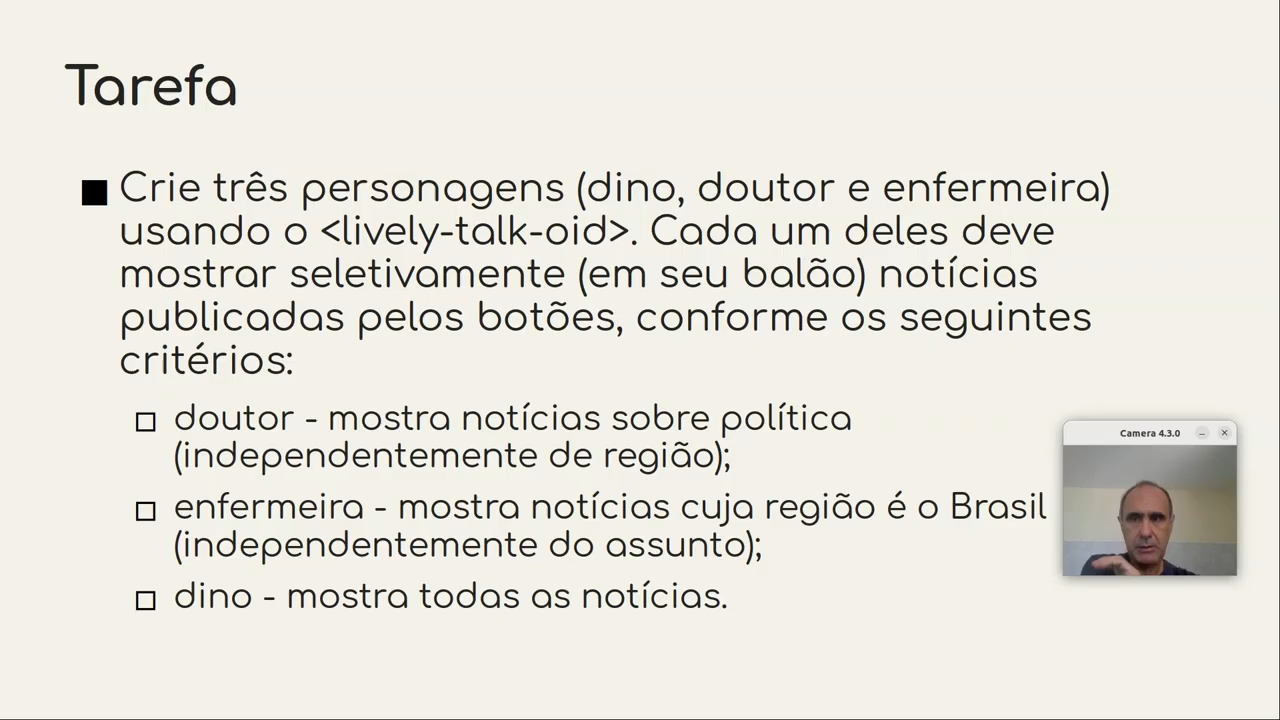 Tarefa
Crie três personagens (dino, doutor e enfermeira)
usando o <lively-talk-oid>. Cada um deles deve
mostrar seletivamente (em seu balão) notícias
publicadas pelos botões, conforme os seguintes
critérios:
doutor - mostra notícias sobre política
(independentemente de região);
enfermeira - mostra notícias cuja região é o Brasil
(independentemente do assunto);
dino - mostra todas as notícias.
Camera 4.3.0